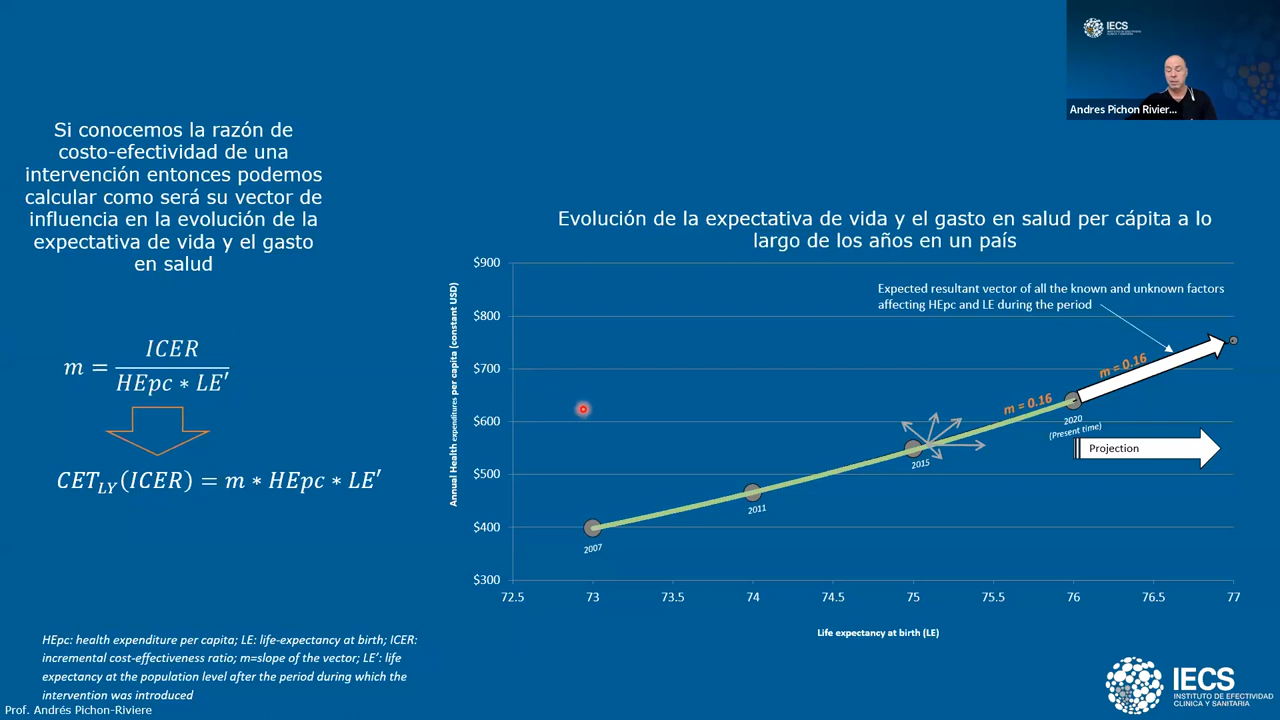 IECS
INSTITUTO DE EFECTIVIDAD
CLINICA Y SANITARIA
Andres Pichon Rivier...
Si conocemos la razón de
costo-efectividad de una
intervención entonces podemos
calcular como será su vector de
influencia en la evolución de la
expectativa de vida y el gasto
en salud
m = ICER / HEpc * LE′
CET_LY(ICER) = m * HEpc * LE′
Evolución de la expectativa de vida y el gasto en salud per cápita a lo
largo de los años en un país
Annual Health expenditures per capita (constant USD)
$900
$800
$700
$600
$500
$400
$300
Expected resultant vector of all the known and unknown factors
affecting HEpc and LE during the period
m = 0.16
m = 0.16
2020
(Present time)
Projection
2015
2011
2007
72.5 73 73.5 74 74.5 75 75.5 76 76.5 77
Life expectancy at birth (LE)
HEpc: health expenditure per capita; LE: life-expectancy at birth; ICER:
incremental cost-effectiveness ratio; m=slope of the vector; LE': life
expectancy at the population level after the period during which the
intervention was introduced
Prof. Andrés Pichon-Riviere
IECS
INSTITUTO DE EFECTIVIDAD
CLINICA Y SANITARIA